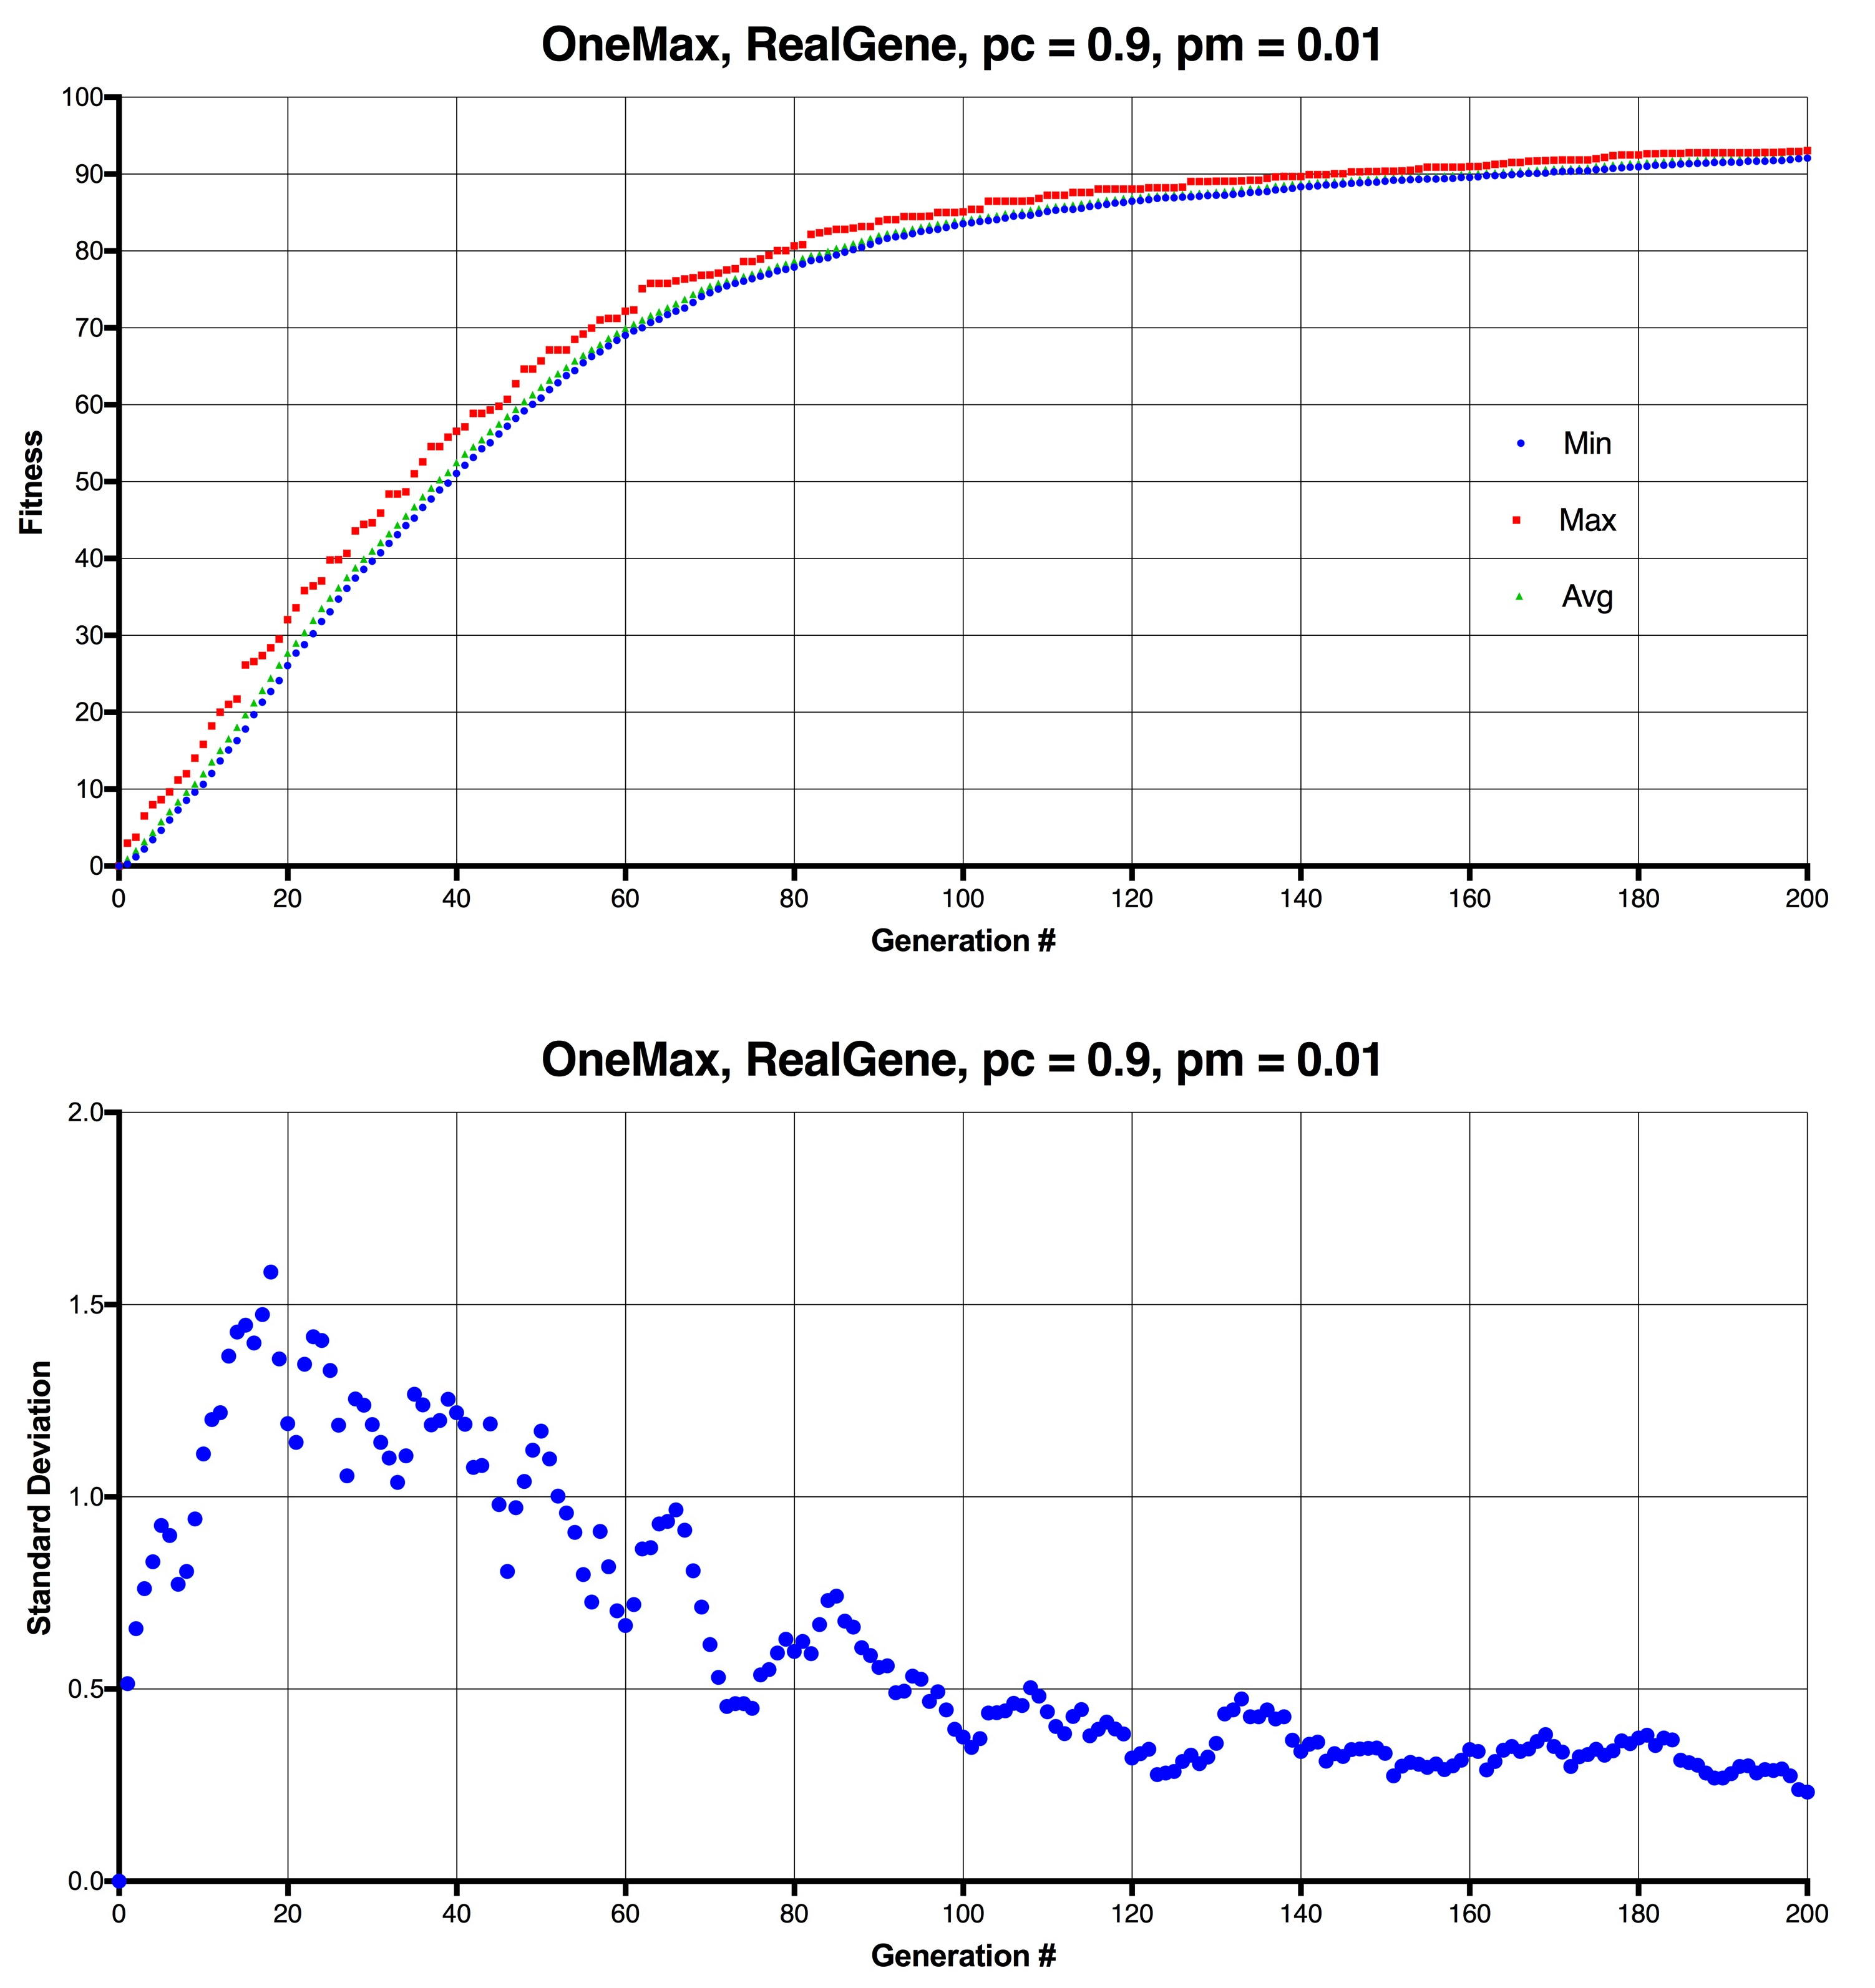 OneMax, RealGene, pc = 0.9, pm = 0.01
100
90
80
70
60
50
40
30
20
10
0
Fitness
Min
Max
Avg
0 20 40 60 80 100 120 140 160 180 200
Generation #
OneMax, RealGene, pc = 0.9, pm = 0.01
2.0
1.5
1.0
0.5
0.0
Standard Deviation
0 20 40 60 80 100 120 140 160 180 200
Generation #